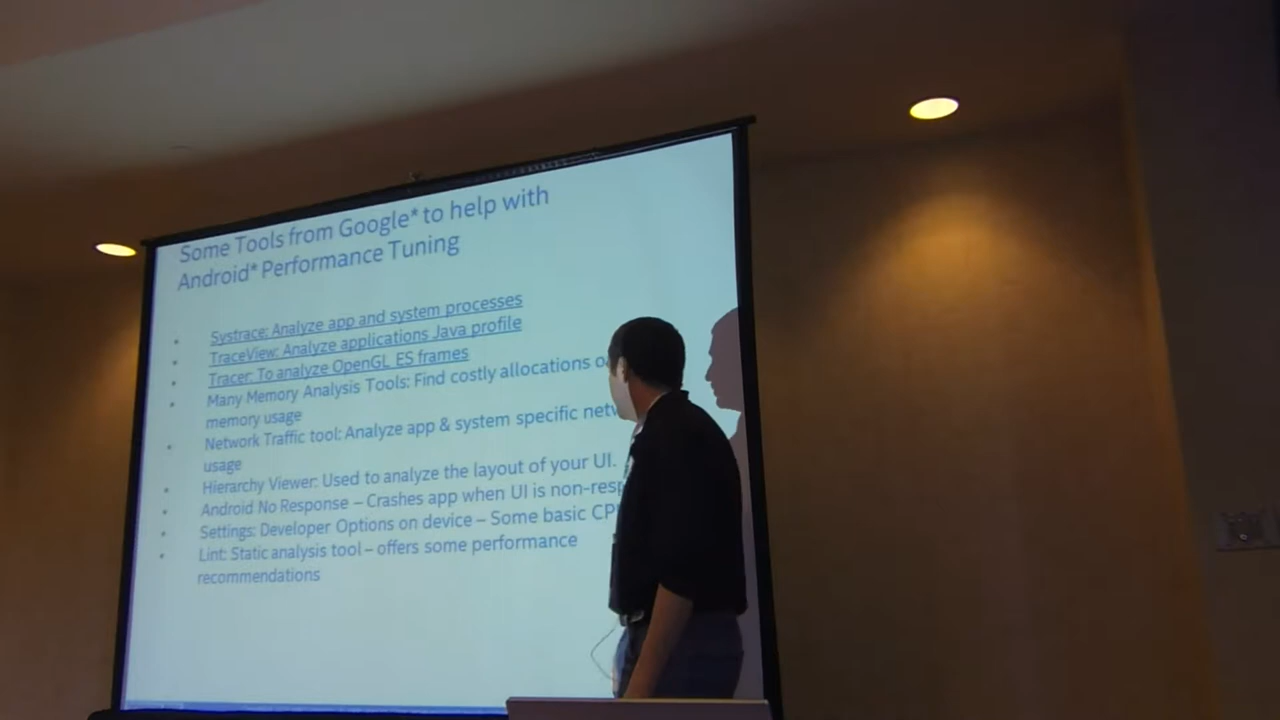 Some Tools from Google* to help with
Android* Performance Tuning
Systrace: Analyze app and system processes
TraceView: Analyze applications Java profile
Tracer: To analyze OpenGL ES frames
Many Memory Analysis Tools: Find costly allocations
memory usage
Network Traffic tool: Analyze app & system specific
usage
Hierarchy Viewer: Used to analyze the layout of your UI.
Android No Response – Crashes app when UI is
Settings: Developer Options on device – Some basic
Lint: Static analysis tool – offers some performance
recommendations